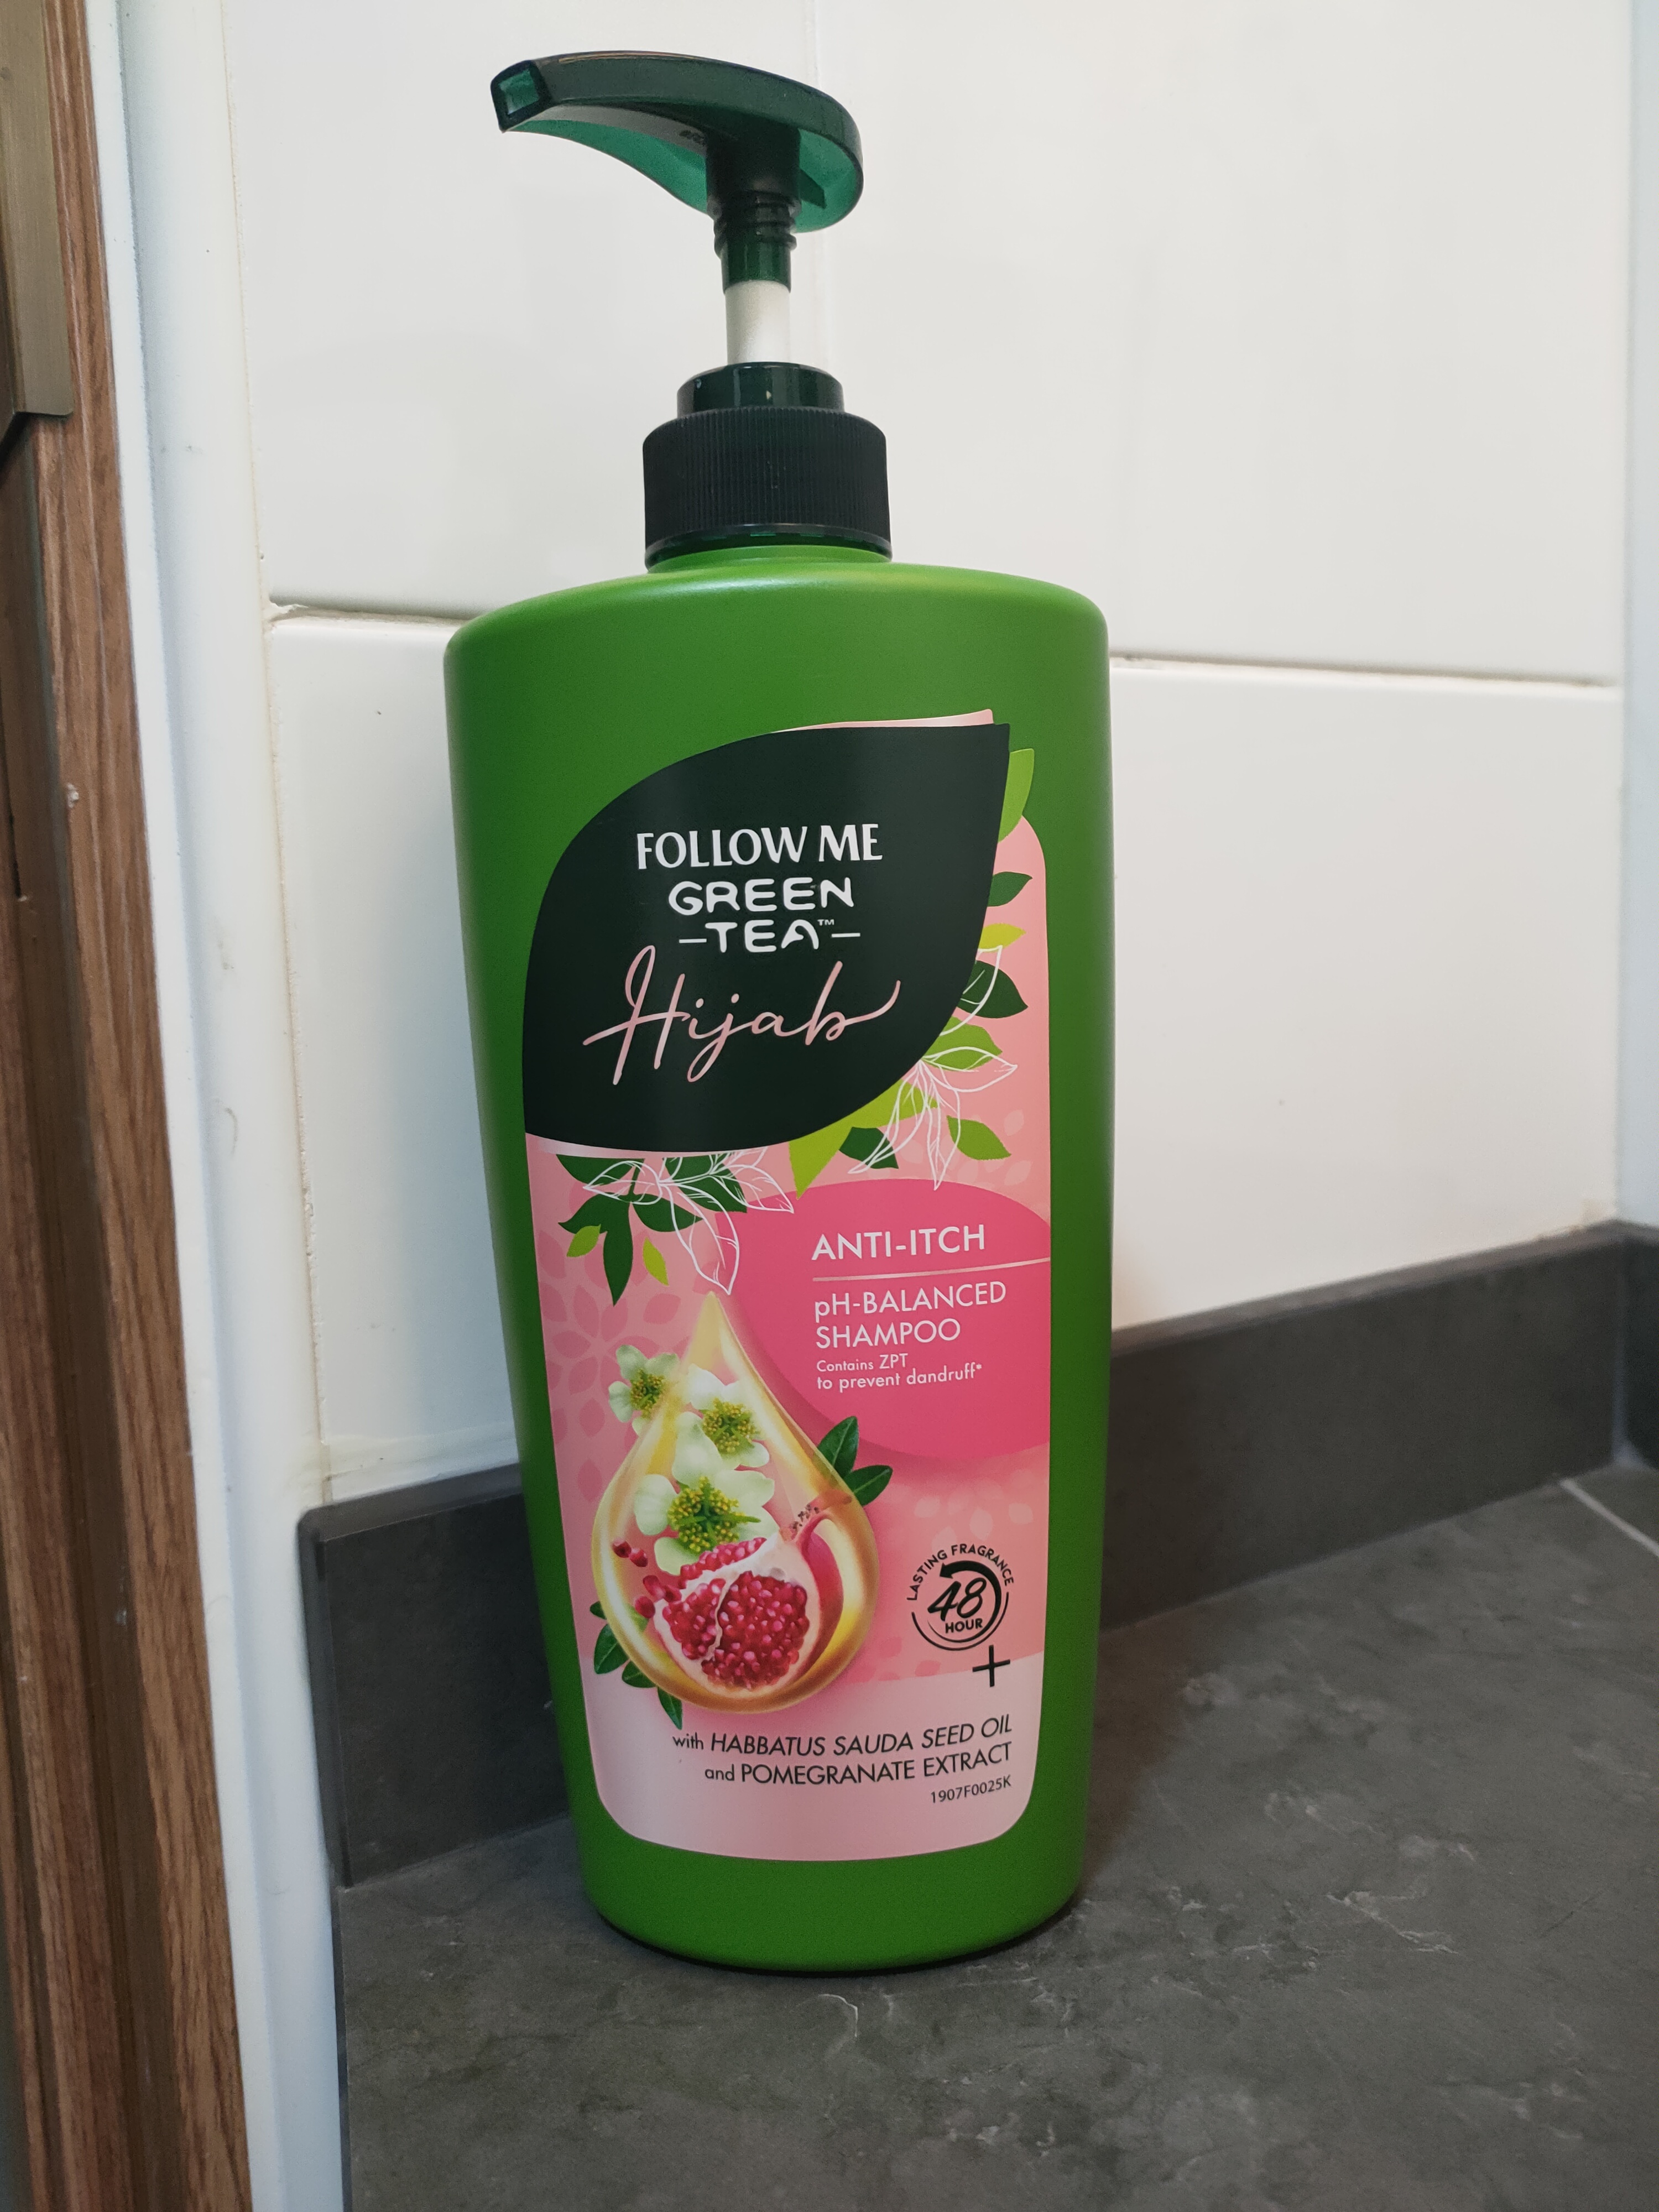 FOLLOW ME
GREEN
—TEA™—
Hijab
ANTI-ITCH
pH-BALANCED
SHAMPOO
Contains ZPT
to prevent dandruff*
LASTING FRAGRANCE
48
HOUR
+
with HABBATUS SAUDA SEED OIL
and POMEGRANATE EXTRACT
1907F0025K